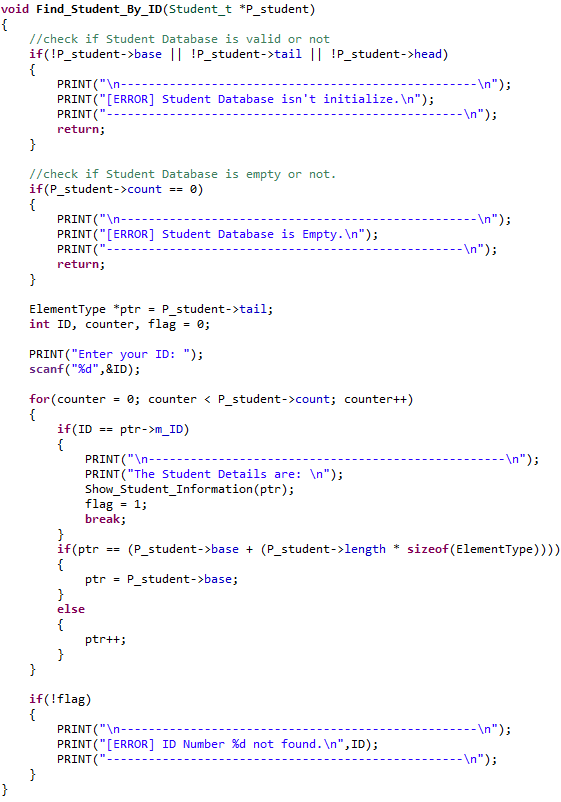 void Find_Student_By_ID(Student_t *P_student)
{
    //check if Student Database is valid or not
    if(!P_student->base || !P_student->tail || !P_student->head)
    {
        PRINT("\n---------------------------------------------------\n");
        PRINT("[ERROR] Student Database isn't initialize.\n");
        PRINT("---------------------------------------------------\n");
        return;
    }

    //check if Student Database is empty or not.
    if(P_student->count == 0)
    {
        PRINT("\n---------------------------------------------------\n");
        PRINT("[ERROR] Student Database is Empty.\n");
        PRINT("---------------------------------------------------\n");
        return;
    }

    ElementType *ptr = P_student->tail;
    int ID, counter, flag = 0;

    PRINT("Enter your ID: ");
    scanf("%d",&ID);

    for(counter = 0; counter < P_student->count; counter++)
    {
        if(ID == ptr->m_ID)
        {
            PRINT("\n---------------------------------------------------\n");
            PRINT("The Student Details are: \n");
            Show_Student_Information(ptr);
            flag = 1;
            break;
        }
        if(ptr == (P_student->base + (P_student->length * sizeof(ElementType))))
        {
            ptr = P_student->base;
        }
        else
        {
            ptr++;
        }
    }

    if(!flag)
    {
        PRINT("\n---------------------------------------------------\n");
        PRINT("[ERROR] ID Number %d not found.\n",ID);
        PRINT("---------------------------------------------------\n");
    }
}